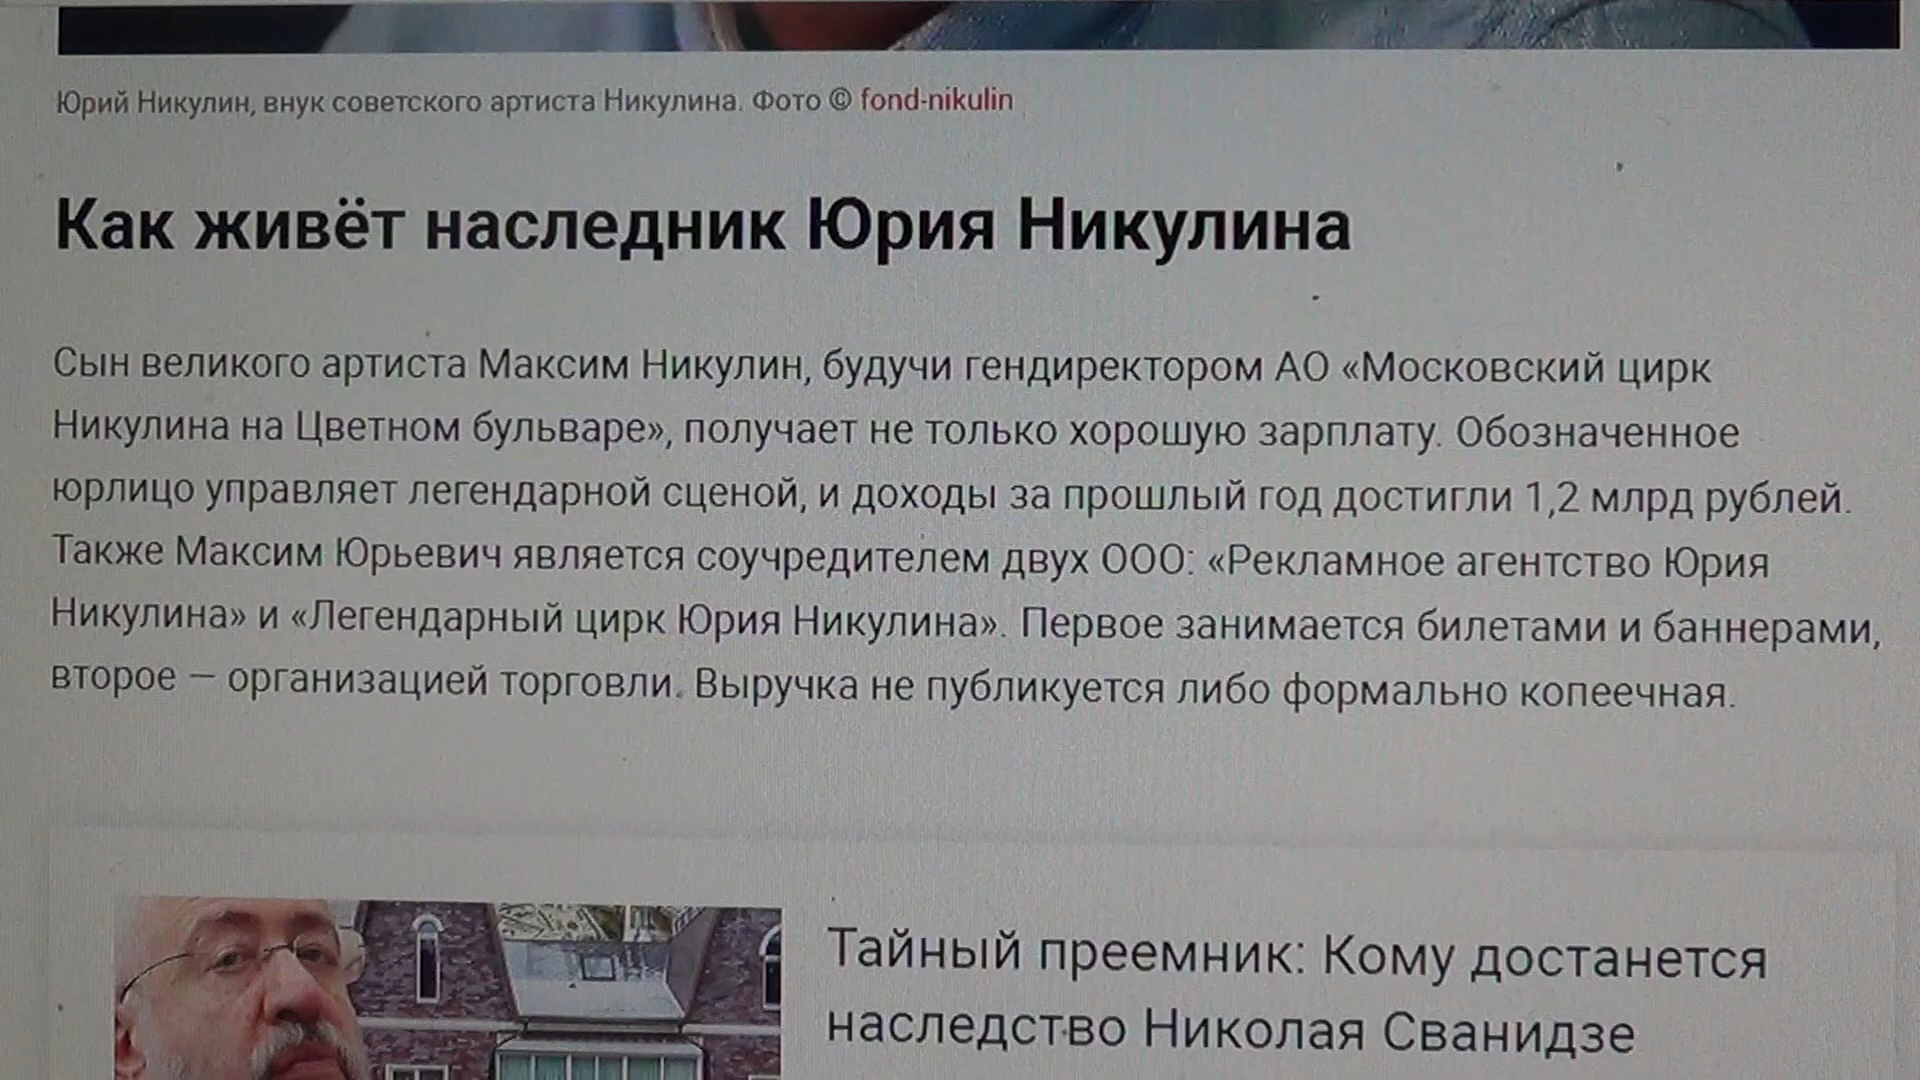 Юрий Никулин, внук советского артиста Никулина. Фото © fond-nikulin
Как живёт наследник Юрия Никулина
Сын великого артиста Максим Никулин, будучи гендиректором АО «Московский цирк
Никулина на Цветном бульваре», получает не только хорошую зарплату. Обозначенное
юрлицо управляет легендарной сценой, и доходы за прошлый год достигли 1,2 млрд рублей.
Также Максим Юрьевич является соучредителем двух ООО: «Рекламное агентство Юрия
Никулина» и «Легендарный цирк Юрия Никулина». Первое занимается билетами и баннерами,
второе — организацией торговли. Выручка не публикуется либо формально копеечная.
Тайный преемник: Кому достанется
наследство Николая Сванидзе